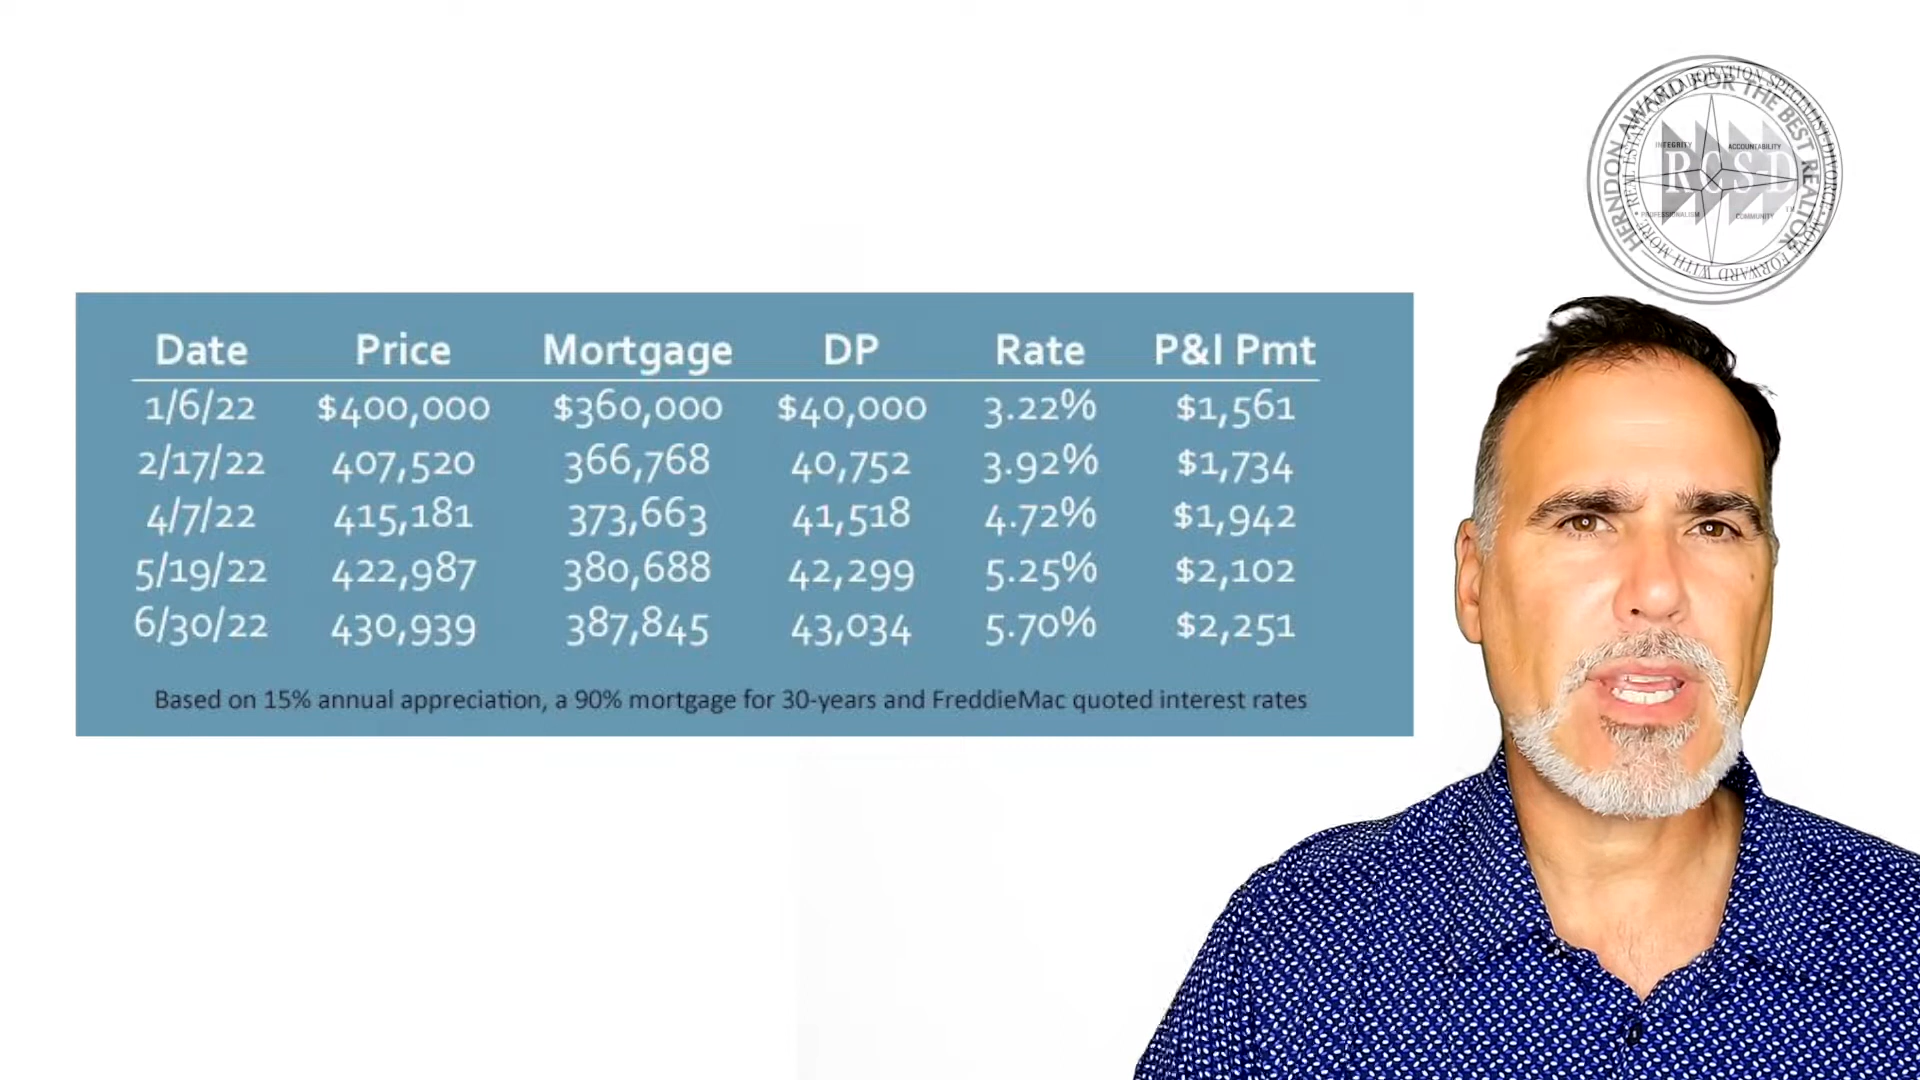 HERNDON AWARD FOR THE BEST REALTOR
INTEGRITY
ACCOUNTABILITY
RCSD
PROFESSIONALISM
COMMUNITY
TM
Date Price Mortgage DP Rate P&I Pmt
1/6/22 $400,000 $360,000 $40,000 3.22% $1,561
2/17/22 407,520 366,768 40,752 3.92% $1,734
4/7/22 415,181 373,663 41,518 4.72% $1,942
5/19/22 422,987 380,688 42,299 5.25% $2,102
6/30/22 430,939 387,845 43,034 5.70% $2,251
Based on 15% annual appreciation, a 90% mortgage for 30-years and FreddieMac quoted interest rates